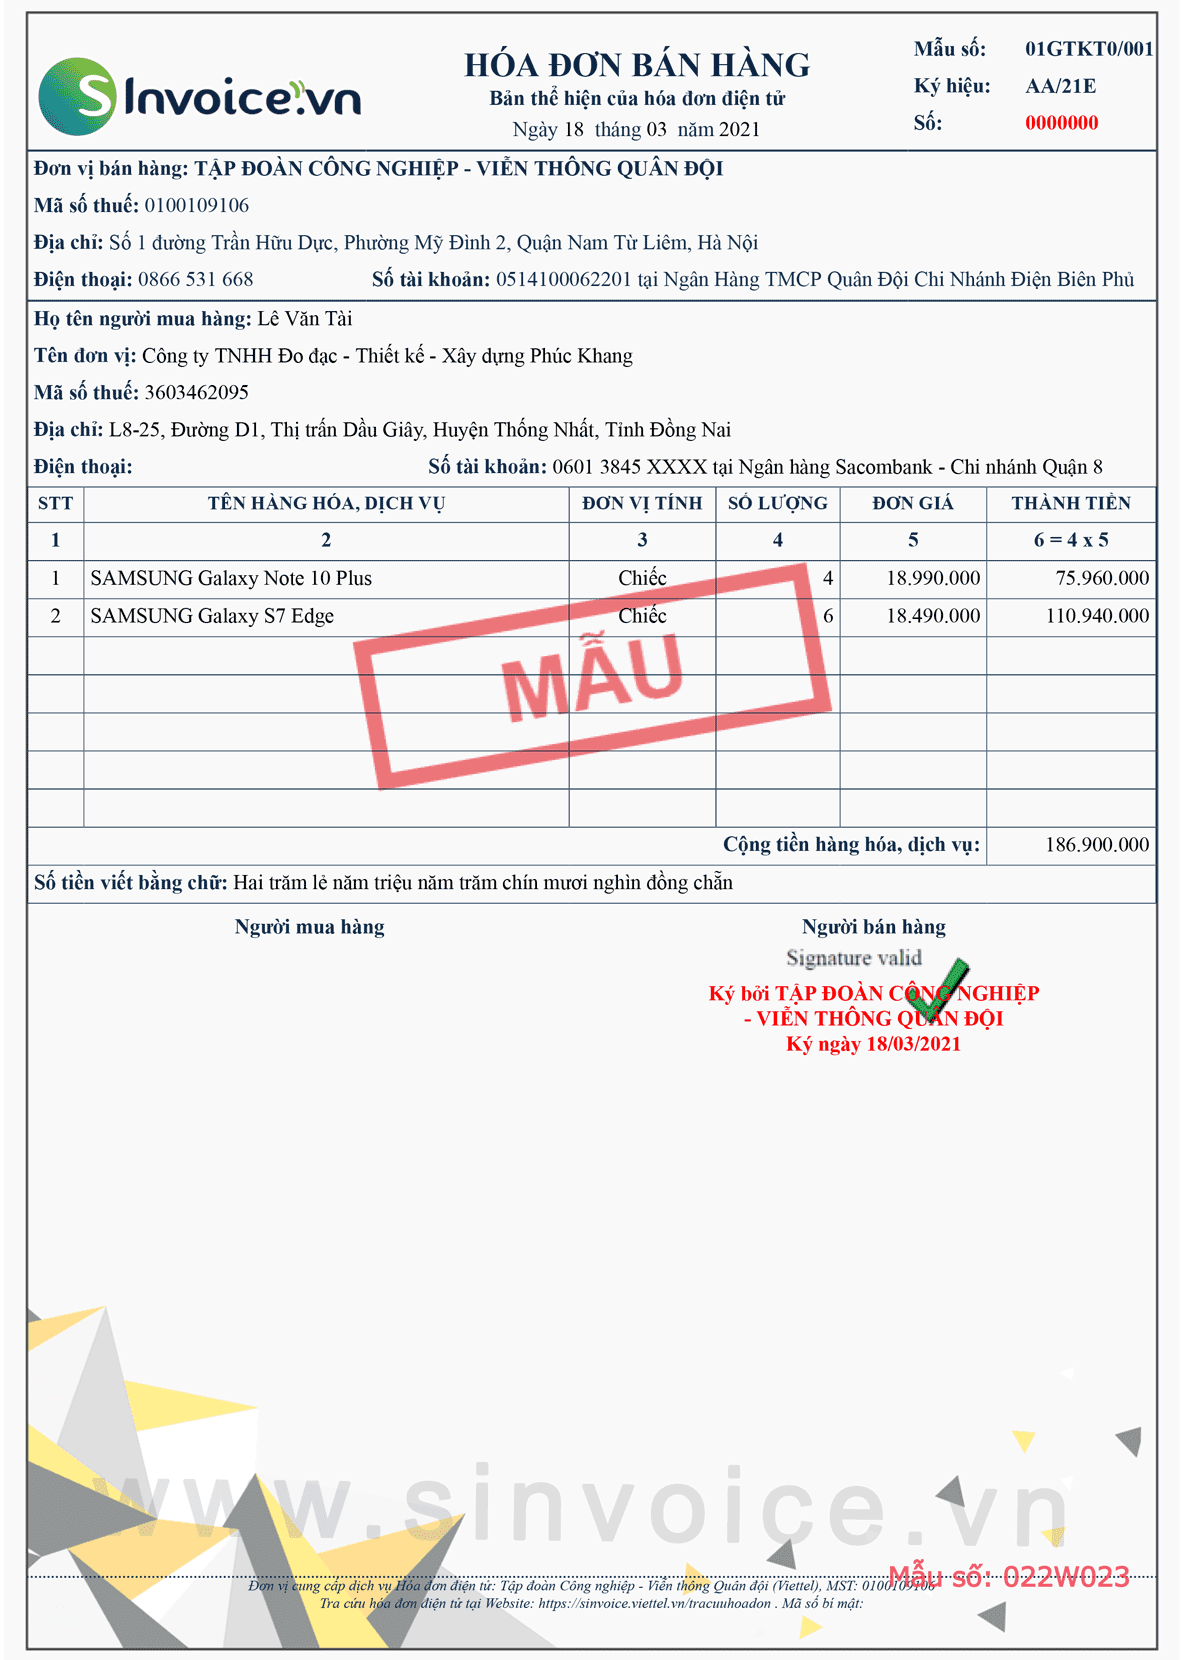 SInvoice.vn
HÓA ĐƠN BÁN HÀNG
Bản thể hiện của hóa đơn điện tử
Ngày 18 tháng 03 năm 2021
Mẫu số: 01GTKT0/001
Ký hiệu: AA/21E
Số: 0000000
Đơn vị bán hàng: TẬP ĐOÀN CÔNG NGHIỆP - VIỄN THÔNG QUÂN ĐỘI
Mã số thuế: 0100109106
Địa chỉ: Số 1 đường Trần Hữu Dực, Phường Mỹ Đình 2, Quận Nam Từ Liêm, Hà Nội
Điện thoại: 0866 531 668 Số tài khoản: 0514100062201 tại Ngân Hàng TMCP Quân Đội Chi Nhánh Điện Biên Phủ
Họ tên người mua hàng: Lê Văn Tài
Tên đơn vị: Công ty TNHH Đo đạc - Thiết kế - Xây dựng Phúc Khang
Mã số thuế: 3603462095
Địa chỉ: L8-25, Đường D1, Thị trấn Dầu Giây, Huyện Thống Nhất, Tỉnh Đồng Nai
Điện thoại: Số tài khoản: 0601 3845 XXXX tại Ngân hàng Sacombank - Chi nhánh Quận 8
STT TÊN HÀNG HÓA, DỊCH VỤ ĐƠN VỊ TÍNH SỐ LƯỢNG ĐƠN GIÁ THÀNH TIỀN
1 2 3 4 5 6 = 4 x 5
1 SAMSUNG Galaxy Note 10 Plus Chiếc 4 18.990.000 75.960.000
2 SAMSUNG Galaxy S7 Edge Chiếc 6 18.490.000 110.940.000
MẪU
Cộng tiền hàng hóa, dịch vụ: 186.900.000
Số tiền viết bằng chữ: Hai trăm lẻ năm triệu năm trăm chín mươi nghìn đồng chẵn
Người mua hàng Người bán hàng
Signature valid
Ký bởi TẬP ĐOÀN CÔNG NGHIỆP
- VIỄN THÔNG QUÂN ĐỘI
Ký ngày 18/03/2021
www.sinvoice.vn
Mẫu số: 022W023
Đơn vị cung cấp dịch vụ Hóa đơn điện tử: Tập đoàn Công nghiệp - Viễn thông Quân đội (Viettel), MST: 0100109106
Tra cứu hóa đơn điện tử tại Website: https://sinvoice.viettel.vn/tracuuhoadon . Mã số bí mật: